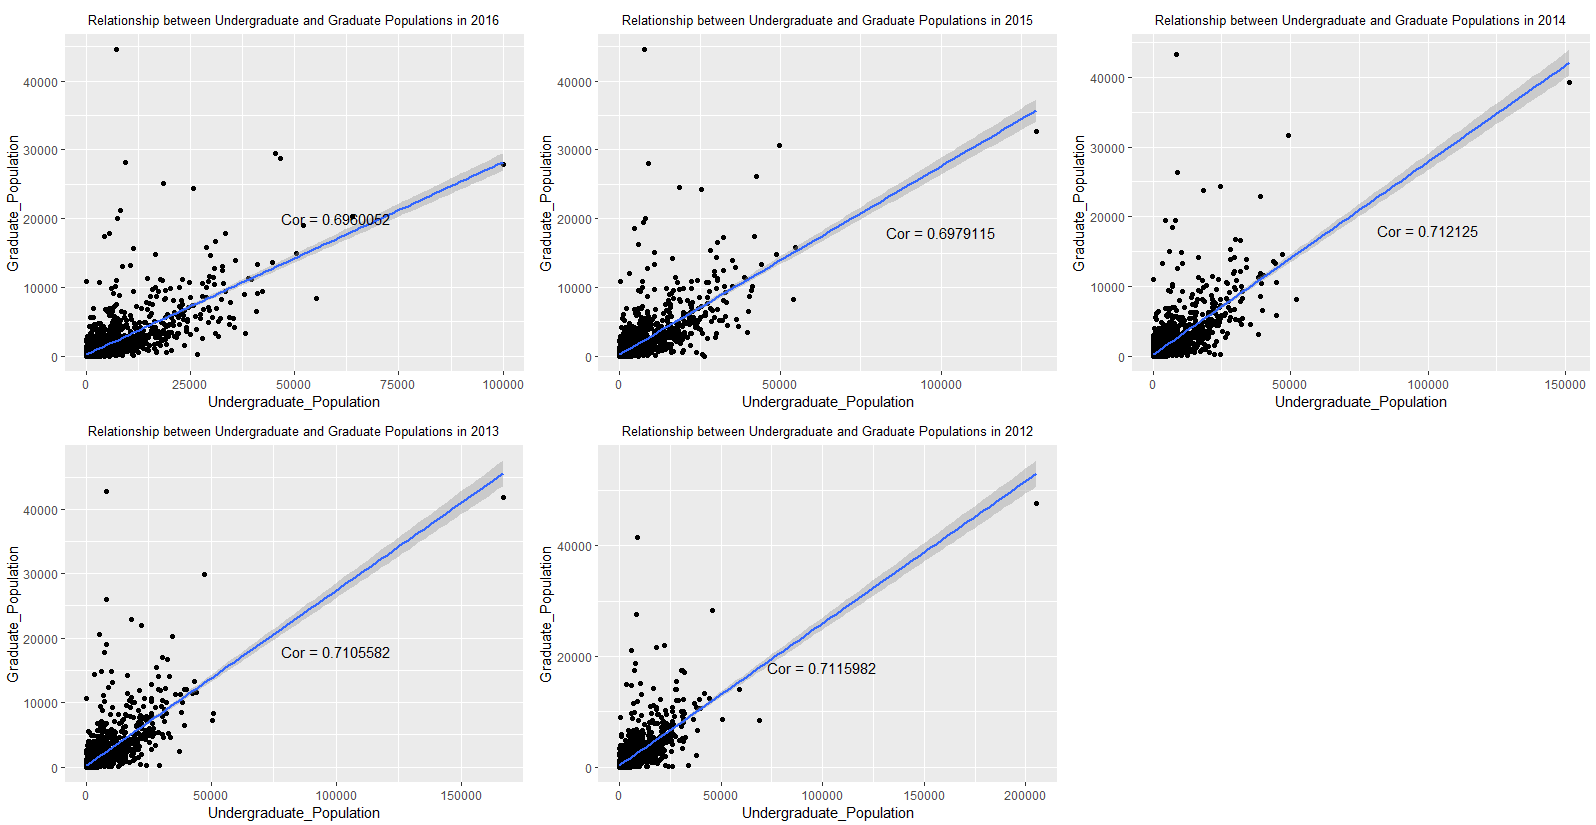 Relationship between Undergraduate and Graduate Populations in 2016
Graduate_Population
40000
30000
20000
10000
0
Cor = 0.6960052
0
25000
50000
75000
100000
Undergraduate_Population
Relationship between Undergraduate and Graduate Populations in 2015
Graduate_Population
40000
30000
20000
10000
0
Cor = 0.6979115
0
50000
100000
Undergraduate_Population
Relationship between Undergraduate and Graduate Populations in 2014
Graduate_Population
40000
30000
20000
10000
0
Cor = 0.712125
0
50000
100000
150000
Undergraduate_Population
Relationship between Undergraduate and Graduate Populations in 2013
Graduate_Population
40000
30000
20000
10000
0
Cor = 0.7105582
0
50000
100000
150000
Undergraduate_Population
Relationship between Undergraduate and Graduate Populations in 2012
Graduate_Population
40000
20000
0
Cor = 0.7115982
0
50000
100000
150000
200000
Undergraduate_Population